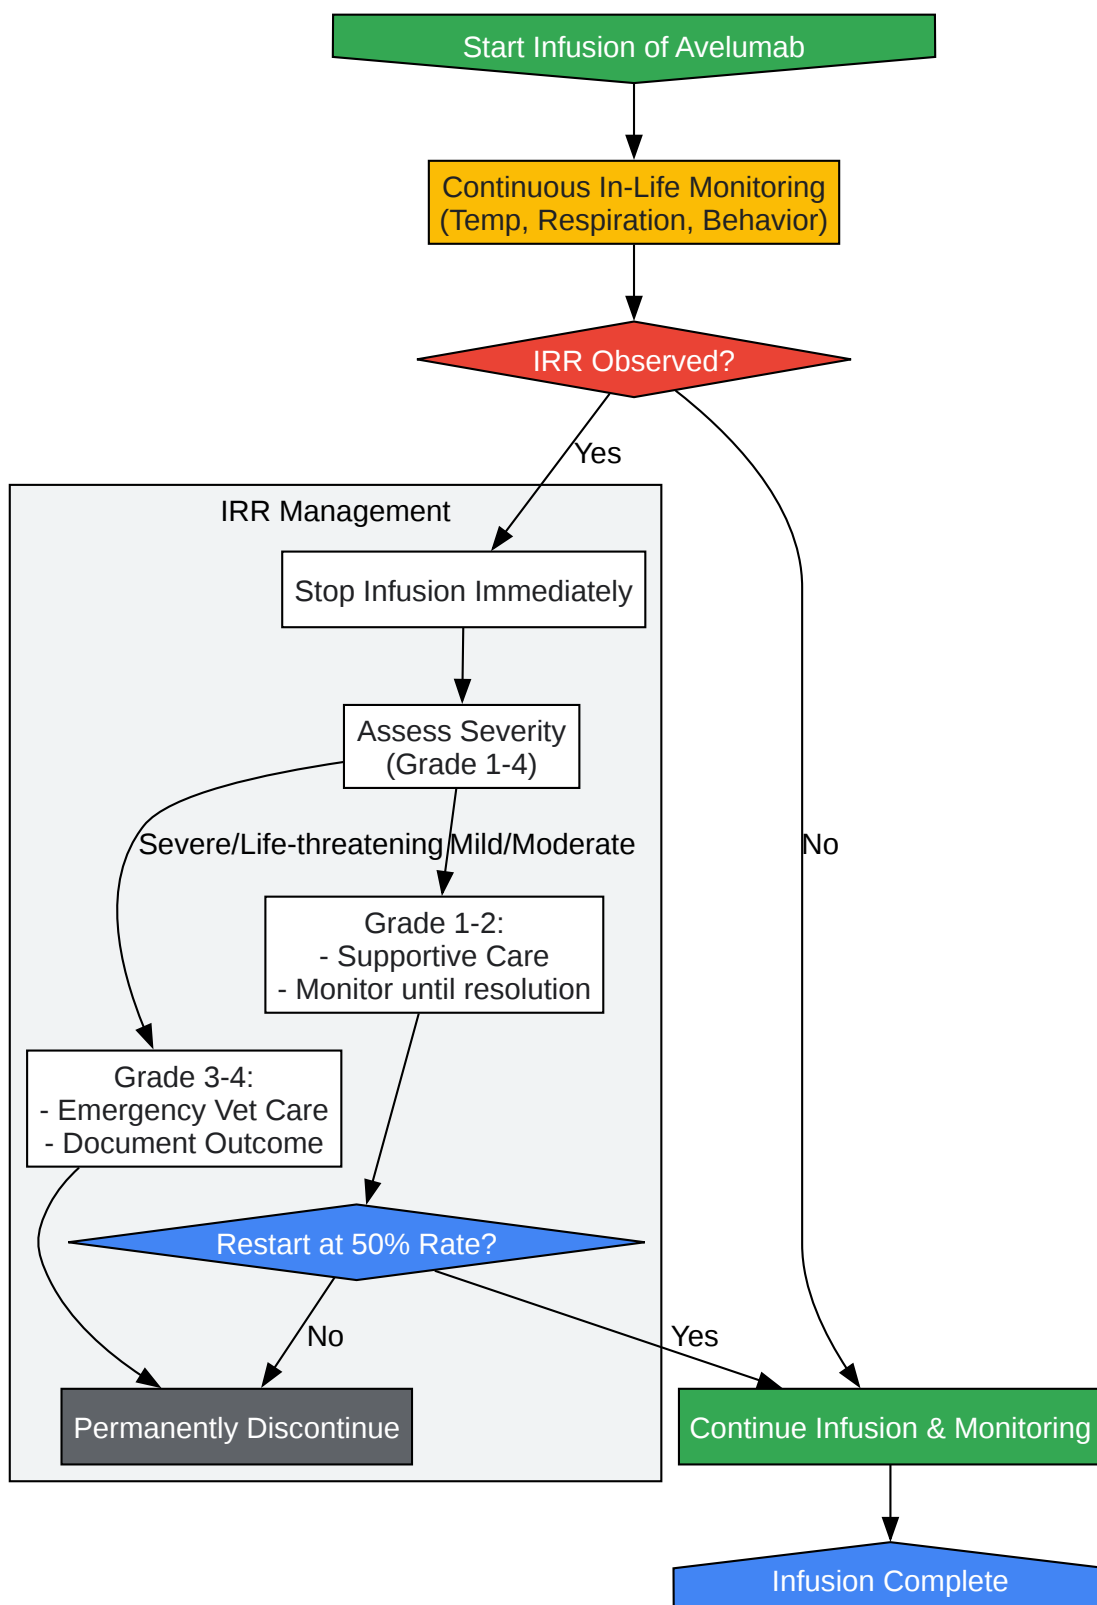 Start Infusion of Avelumab
Continuous In-Life Monitoring
(Temp, Respiration, Behavior)
IRR Observed?
Yes
IRR Management
Stop Infusion Immediately
Assess Severity
(Grade 1-4)
Severe/Life-threatening
Mild/Moderate
No
Grade 1-2:
- Supportive Care
- Monitor until resolution
Grade 3-4:
- Emergency Vet Care
- Document Outcome
Restart at 50% Rate?
No
Yes
Permanently Discontinue
Continue Infusion & Monitoring
Infusion Complete